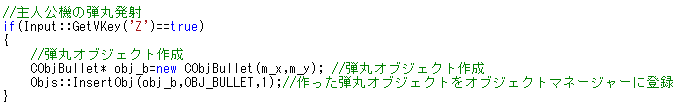 //主人公機の弾丸発射
if(Input::GetVKey('Z')==true)
{
//弾丸オブジェクト作成
CObjBullet* obj_b=new CObjBullet(m_x,m_y); //弾丸オブジェクト作成
Objs::InsertObj(obj_b,OBJ_BULLET,1);//作った弾丸オブジェクトをオブジェクトマネージャーに登録
}